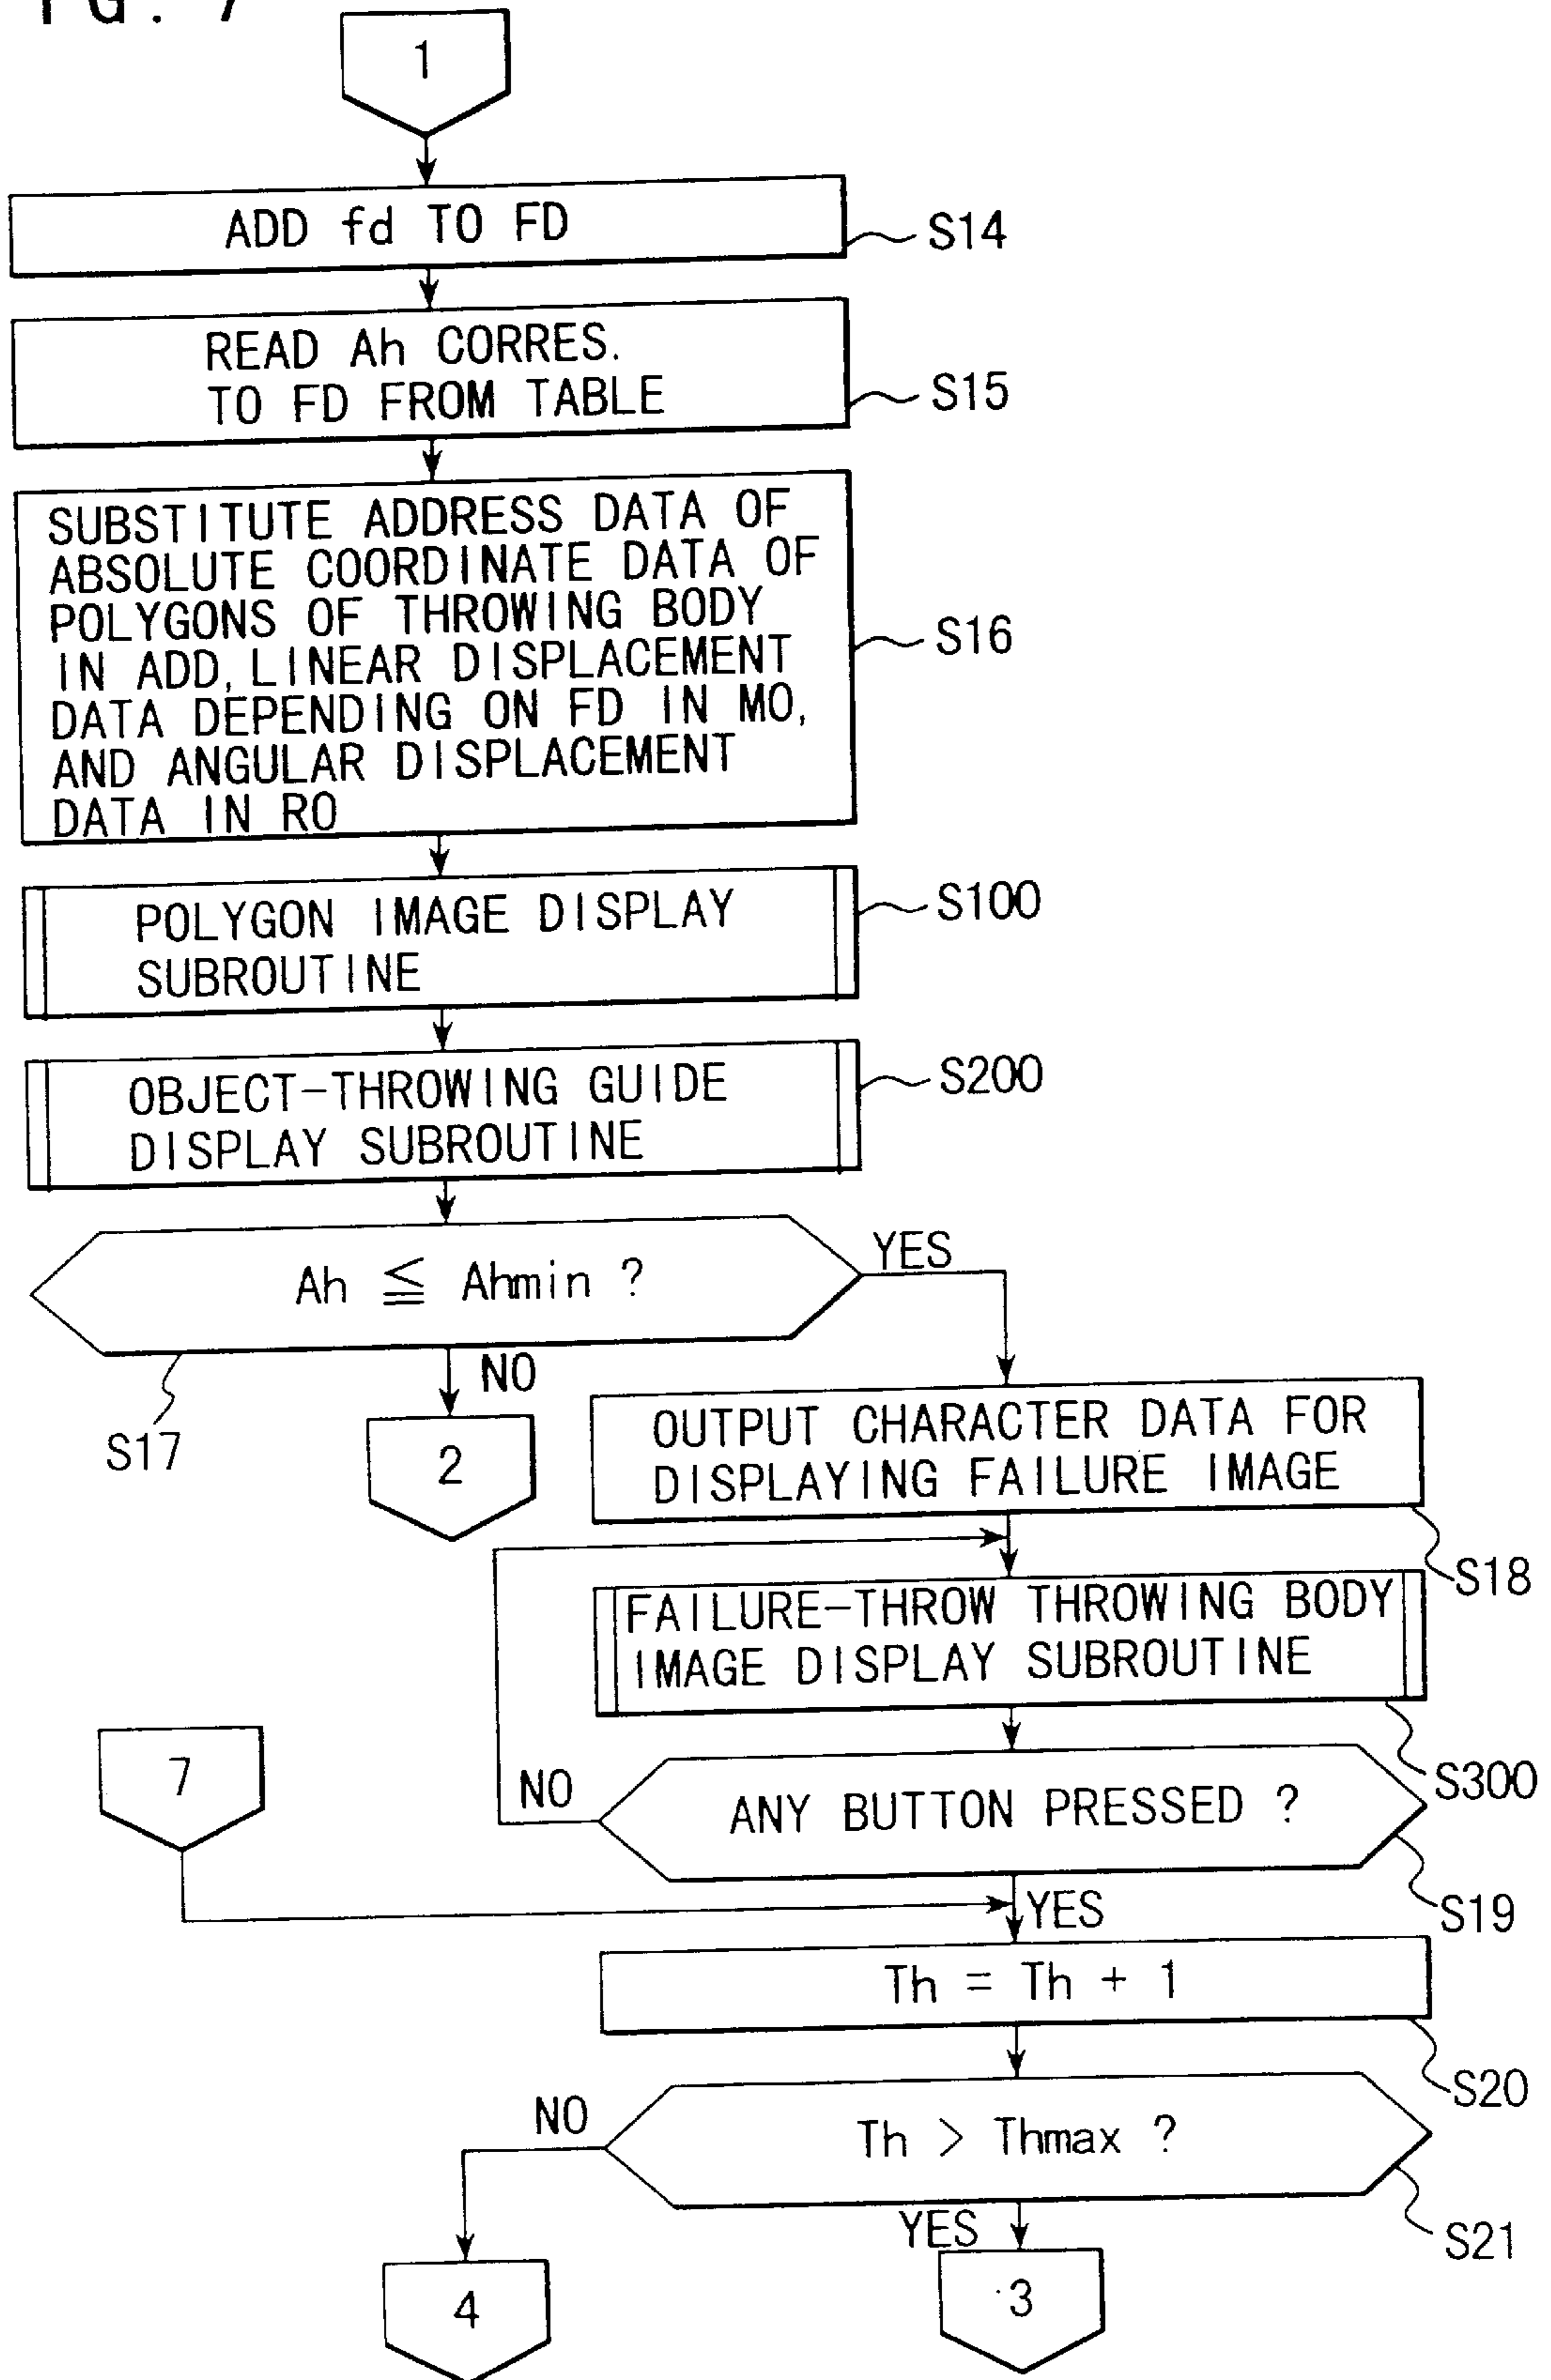 FIG. 7
1
ADD fd TO FD
S14
READ Ah CORRES.
TO FD FROM TABLE
S15
SUBSTITUTE ADDRESS DATA OF
ABSOLUTE COORDINATE DATA OF
POLYGONS OF THROWING BODY
IN ADD, LINEAR DISPLACEMENT
DATA DEPENDING ON FD IN MO,
AND ANGULAR DISPLACEMENT
DATA IN RO
S16
POLYGON IMAGE DISPLAY
SUBROUTINE
S100
OBJECT-THROWING GUIDE
DISPLAY SUBROUTINE
S200
Ah ≦ Ahmin ?
YES
NO
S17
2
OUTPUT CHARACTER DATA FOR
DISPLAYING FAILURE IMAGE
S18
FAILURE-THROW THROWING BODY
IMAGE DISPLAY SUBROUTINE
S300
7
NO
ANY BUTTON PRESSED ?
S19
YES
Th = Th + 1
S20
NO
Th > Thmax ?
YES
S21
4
3